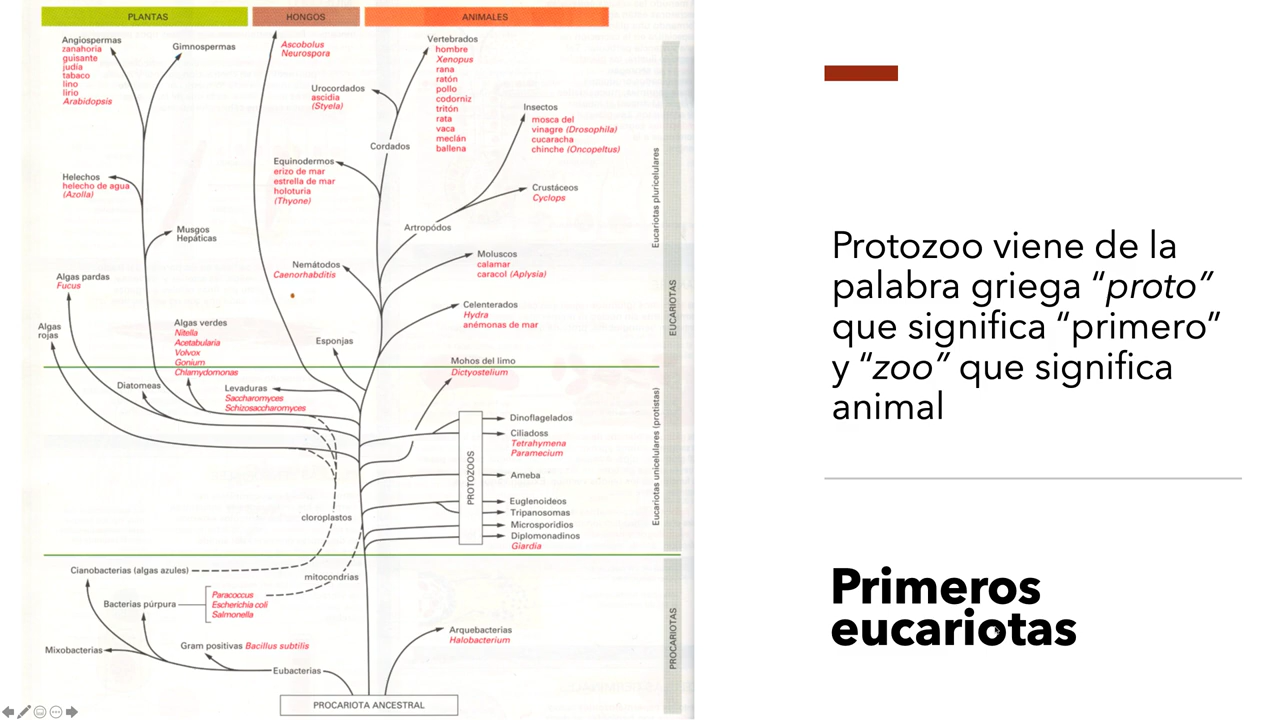 PLANTAS
HONGOS
ANIMALES
Angiospermas
zanahoria
guisante
judía
tabaco
lino
lirio
Arabidopsis
Gimnospermas
Ascobolus
Neurospora
Vertebrados
hombre
Xenopus
rana
ratón
pollo
codorniz
tritón
rata
vaca
meclán
ballena
Urocordados
ascidia
(Styela)
Cordados
Insectos
mosca del
vinagre (Drosophila)
cucaracha
chinche (Oncopeltus)
Equinodermos
erizo de mar
estrella de mar
holoturia
(Thyone)
Crustáceos
Cyclops
Helechos
helecho de agua
(Azolla)
Artropódos
Musgos
Hepáticas
Moluscos
calamar
caracol (Aplysia)
Nemátodos
Caenorhabditis
Algas pardas
Fucus
Celenterados
Hydra
anémonas de mar
Algas
rojas
Algas verdes
Nitella
Acetabularia
Volvox
Gonium
Chlamydomonas
Esponjas
Mohos del limo
Dictyostelium
Diatomeas
Levaduras
Saccharomyces
Schizosaccharomyces
PROTOZOOS
Dinoflagelados
Ciliadoss
Tetrahymena
Paramecium
Ameba
Euglenoideos
Tripanosomas
Microsporidios
Diplomonadinos
Giardia
cloroplastos
mitocondrias
Cianobacterias (algas azules)
Bacterias púrpura
Paracoccus
Escherichia coli
Salmonella
Mixobacterias
Gram positivas Bacillus subtilis
Eubacterias
Arquebacterias
Halobacterium
PROCARIOTA ANCESTRAL
Eucariotas pluricelulares
Eucariotas unicelulares (protistas)
EUCARIOTAS
PROCARIOTAS
Protozoo viene de la
palabra griega “proto”
que significa “primero”
y “zoo” que significa
animal
Primeros
eucariotas